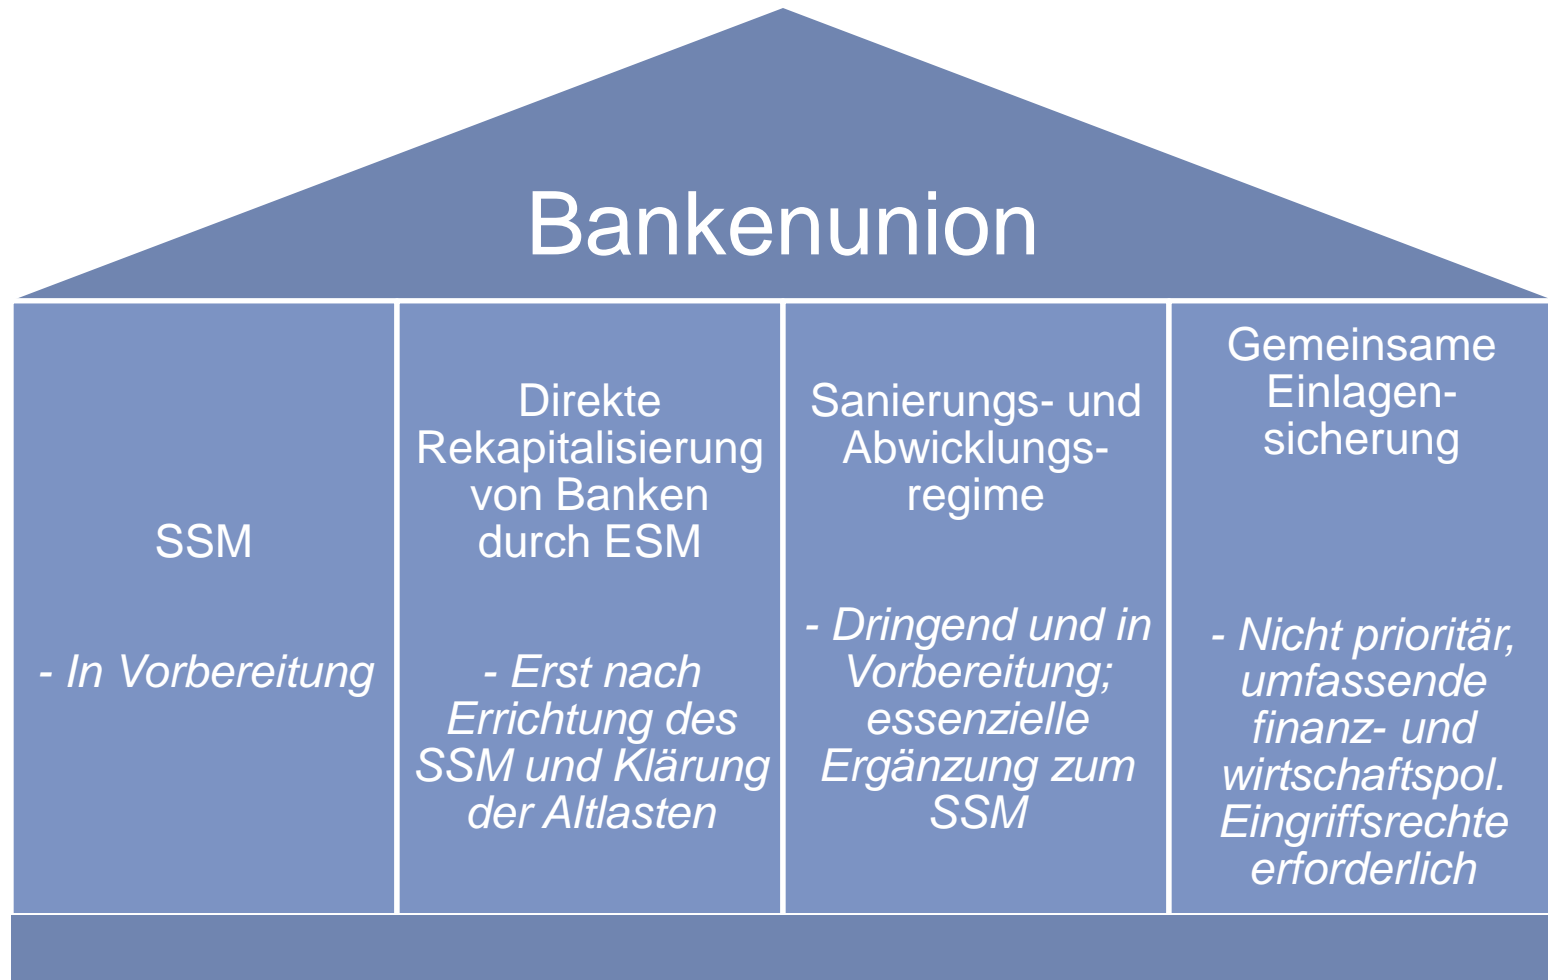 Bankenunion
SSM
- In Vorbereitung
Direkte
Rekapitalisierung
von Banken
durch ESM
- Erst nach
Errichtung des
SSM und Klärung
der Altlasten
Sanierungs- und
Abwicklungs-
regime
- Dringend und in
Vorbereitung;
essenzielle
Ergänzung zum
SSM
Gemeinsame
Einlagen-
sicherung
- Nicht prioritär,
umfassende
finanz- und
wirtschaftspol.
Eingriffsrechte
erforderlich